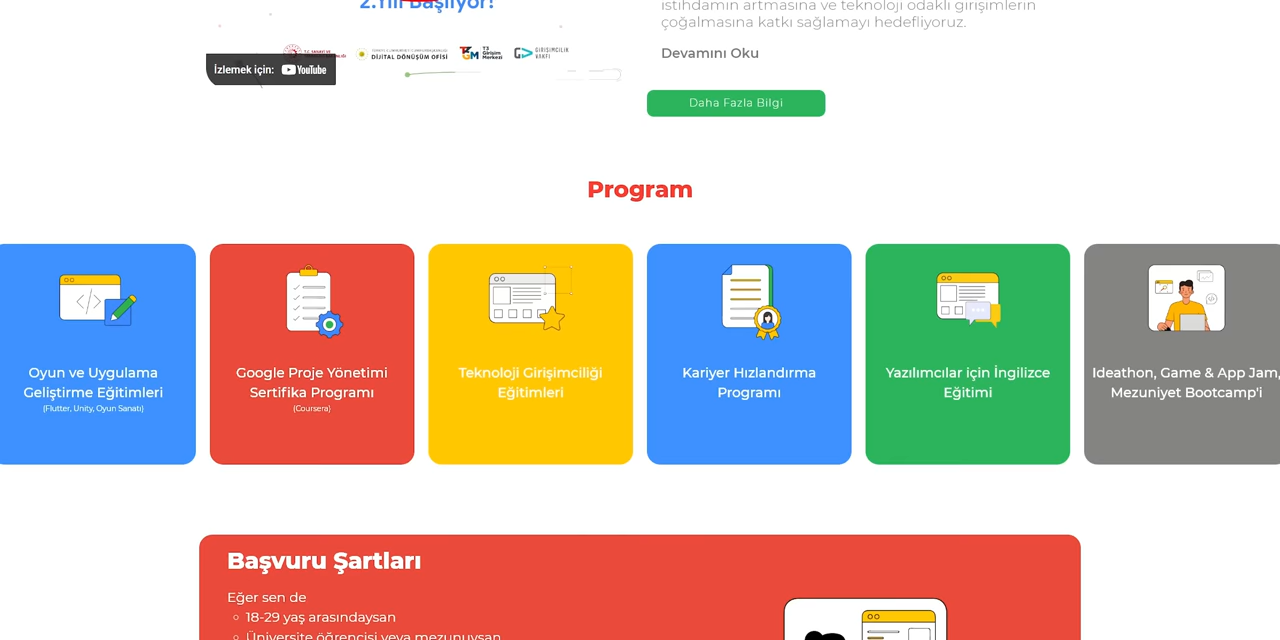 2.Yılı Başlıyor!
istihdamın artmasına ve teknoloji odaklı girişimlerin
çoğalmasına katkı sağlamayı hedefliyoruz.
Devamını Oku
Daha Fazla Bilgi
DİJİTAL DÖNÜŞÜM OFİSİ
T3 Girişim Merkezi
GİRİŞİMCİLİK VAKFI
İzlemek için: YouTube
Program
Oyun ve Uygulama
Geliştirme Eğitimleri
(Flutter, Unity, Oyun Sanatı)
Google Proje Yönetimi
Sertifika Programı
(Coursera)
Teknoloji Girişimciliği
Eğitimleri
Kariyer Hızlandırma
Programı
Yazılımcılar için İngilizce
Eğitimi
Ideathon, Game & App Jam,
Mezuniyet Bootcamp'i
Başvuru Şartları
Eğer sen de
18-29 yaş arasındaysan
Üniversite öğrencisi veya mezunuysan